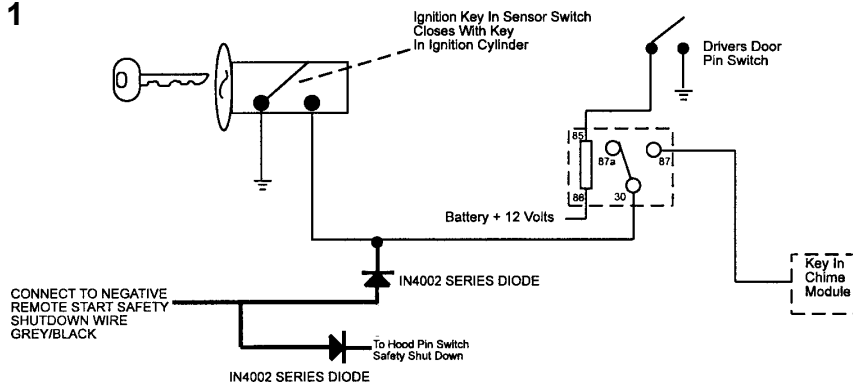 1
Ignition Key In Sensor Switch
Closes With Key
In Ignition Cylinder
Drivers Door
Pin Switch
85
87a
87
86
30
Battery + 12 Volts
Key In
Chime
Module
IN4002 SERIES DIODE
CONNECT TO NEGATIVE
REMOTE START SAFETY
SHUTDOWN WIRE
GREY/BLACK
To Hood Pin Switch
Safety Shut Down
IN4002 SERIES DIODE